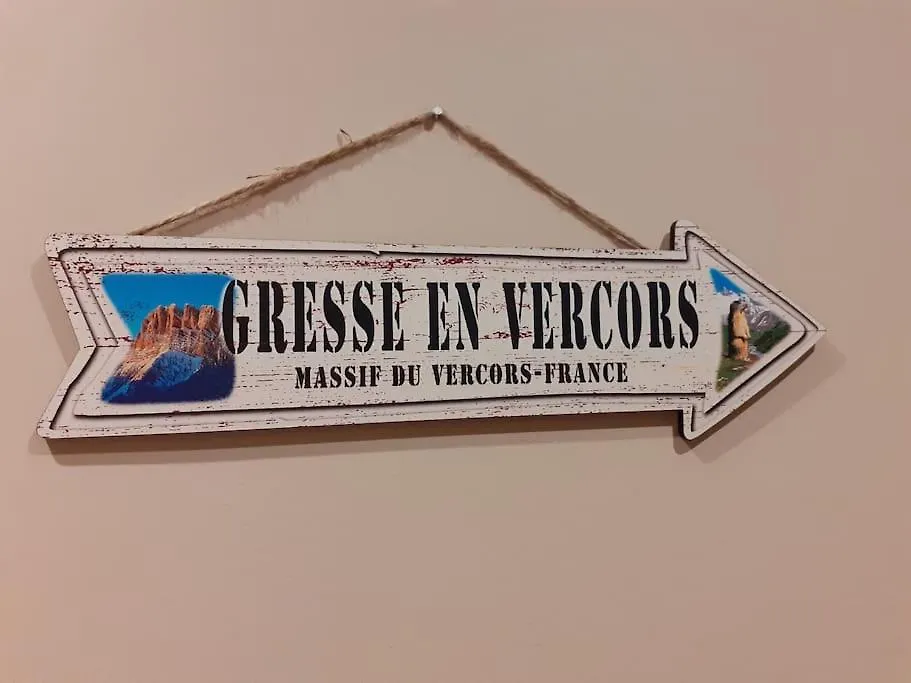 GRESSE EN VERCORS
MASSIF DU VERCORS-FRANCE